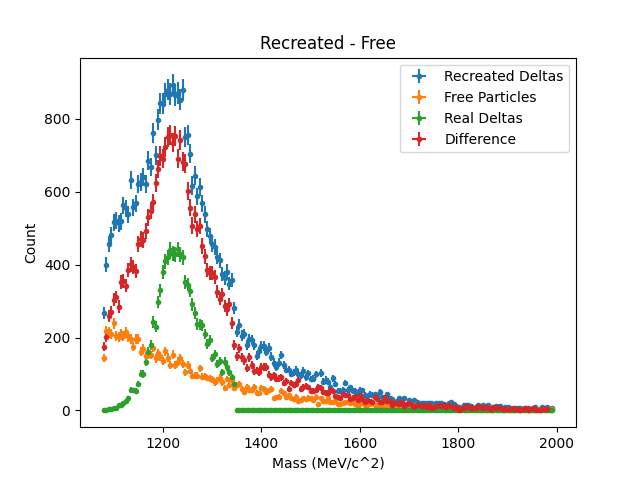 Recreated - Free
Recreated Deltas
Free Particles
Real Deltas
Difference
Count
800
600
400
200
0
1200
1400
1600
1800
2000
Mass (MeV/c^2)